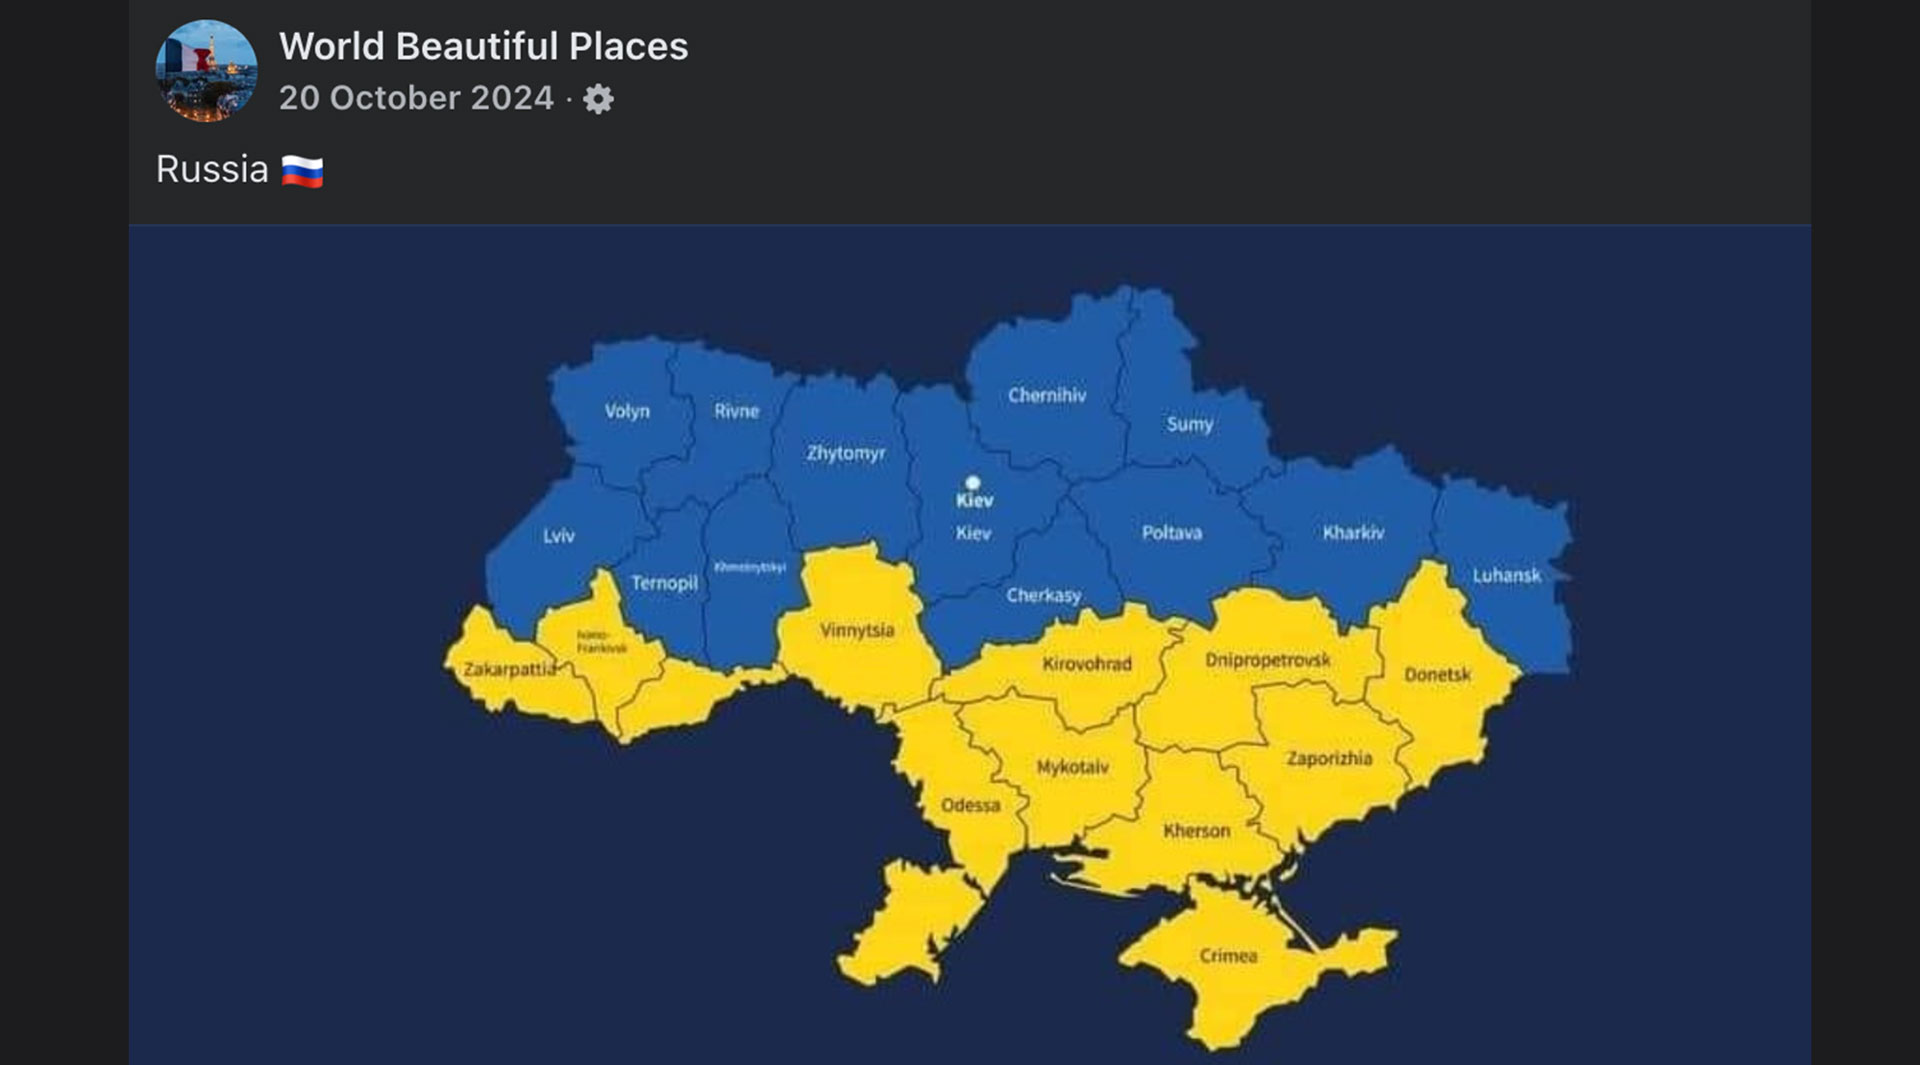 World Beautiful Places
20 October 2024 ·
Russia 🇷🇺
Chernihiv
Volyn
Rivne
Sumy
Zhytomyr
Kiev
Kiev
Lviv
Poltava
Kharkiv
Khmelnytskyi
Ternopil
Luhansk
Cherkasy
Vinnytsia
Ivano-
Frankivsk
Zakarpattia
Kirovohrad
Dnipropetrovsk
Donetsk
Mykotaiv
Zaporizhia
Odessa
Kherson
Crimea